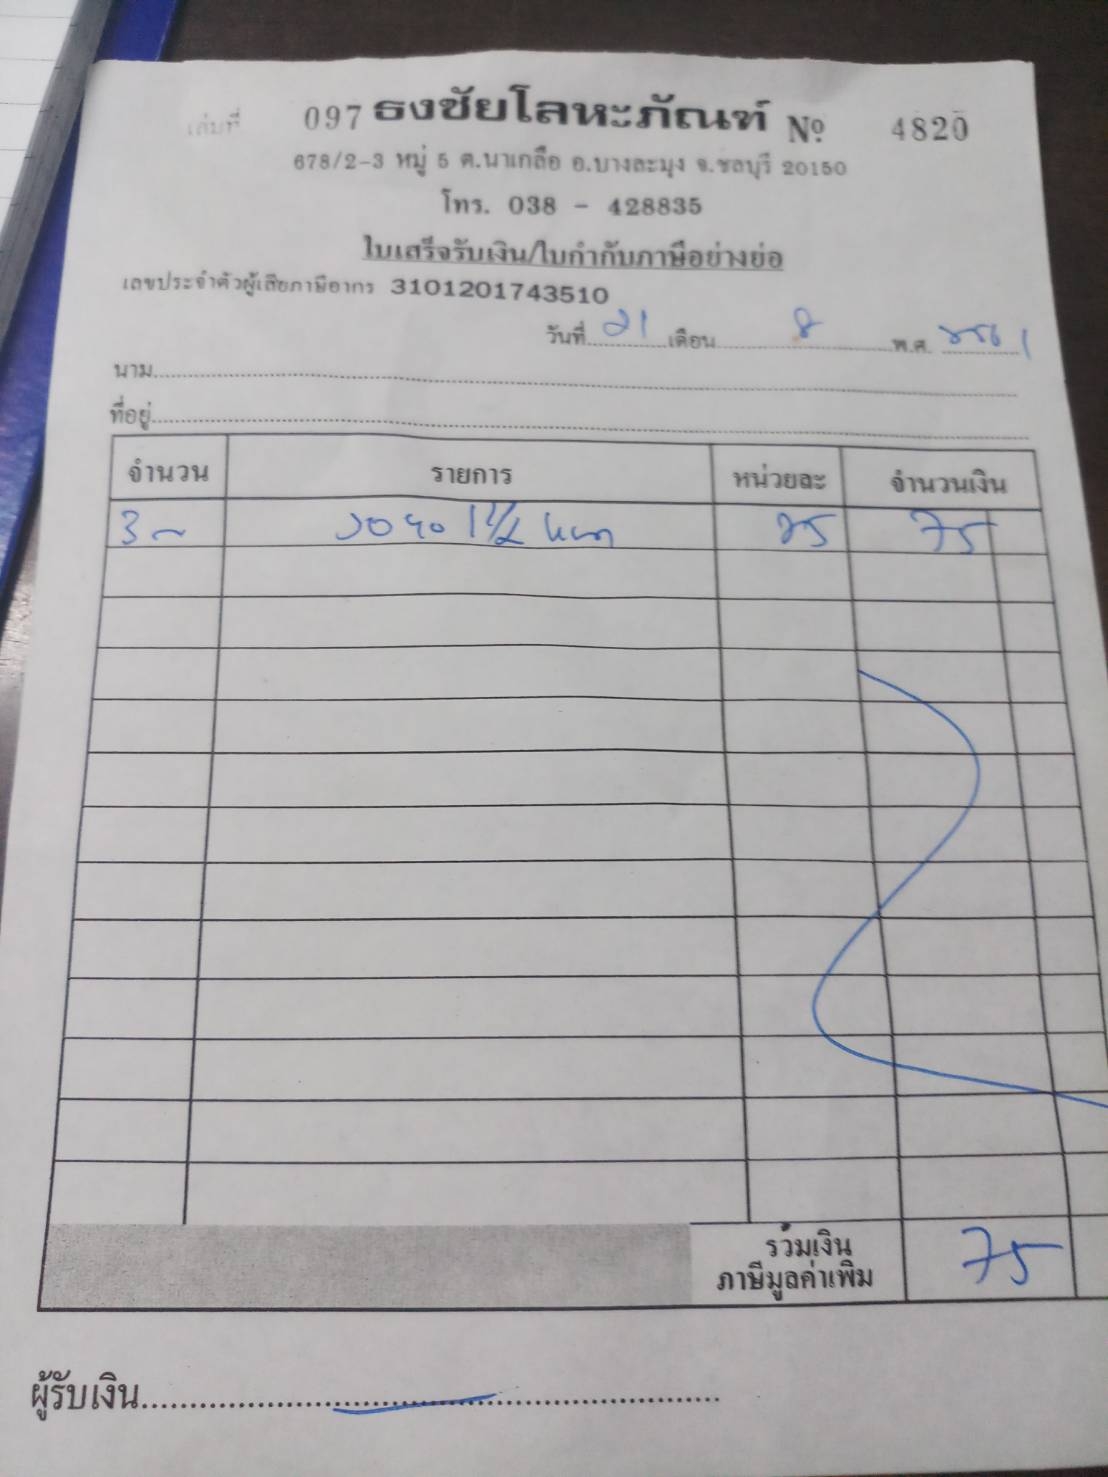 เล่มที่ 097 ธงชัยโลหะภัณฑ์ Nº 4820
678/2-3 หมู่ 5 ต.นาเกลือ อ.บางละมุง จ.ชลบุรี 20150
โทร. 038 - 428835
ใบเสร็จรับเงิน/ใบกำกับภาษีอย่างย่อ
เลขประจำตัวผู้เสียภาษีอากร 3101201743510
วันที่ 21 เดือน 8 พ.ศ. 2561
นาม
ที่อยู่
จำนวน รายการ หน่วยละ จำนวนเงิน
3 1 1/2 25 75
รวมเงิน
ภาษีมูลค่าเพิ่ม 75
ผู้รับเงิน